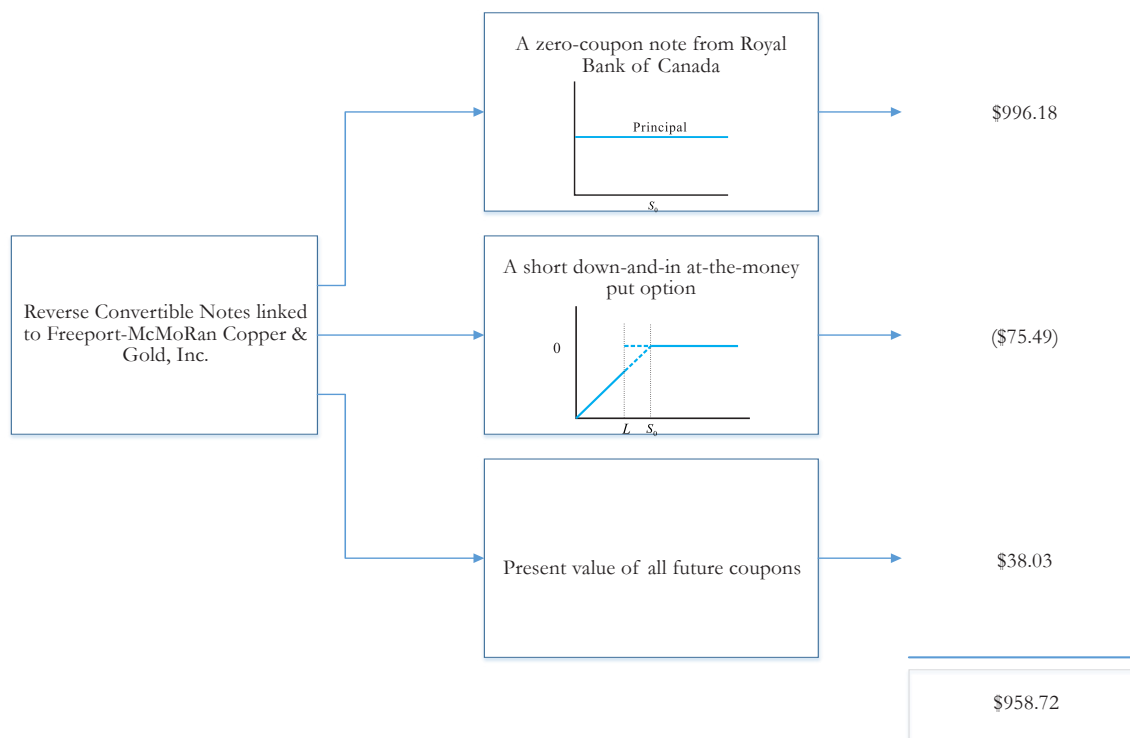 A zero-coupon note from Royal
Bank of Canada
Principal
S₀
$996.18
Reverse Convertible Notes linked
to Freeport-McMoRan Copper &
Gold, Inc.
A short down-and-in at-the-money
put option
0
L S₀
($75.49)
Present value of all future coupons
$38.03
$958.72